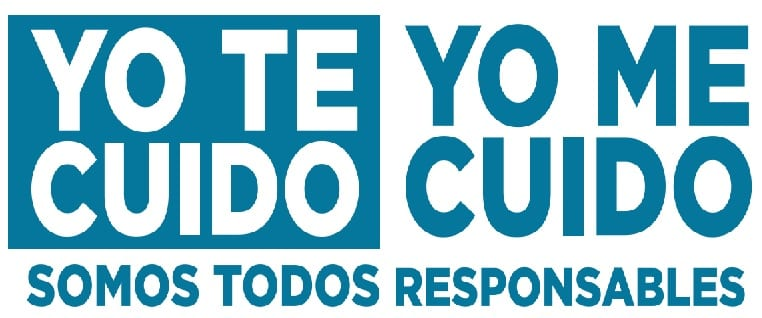 YO TE
CUIDO
YO ME
CUIDO
SOMOS TODOS RESPONSABLES